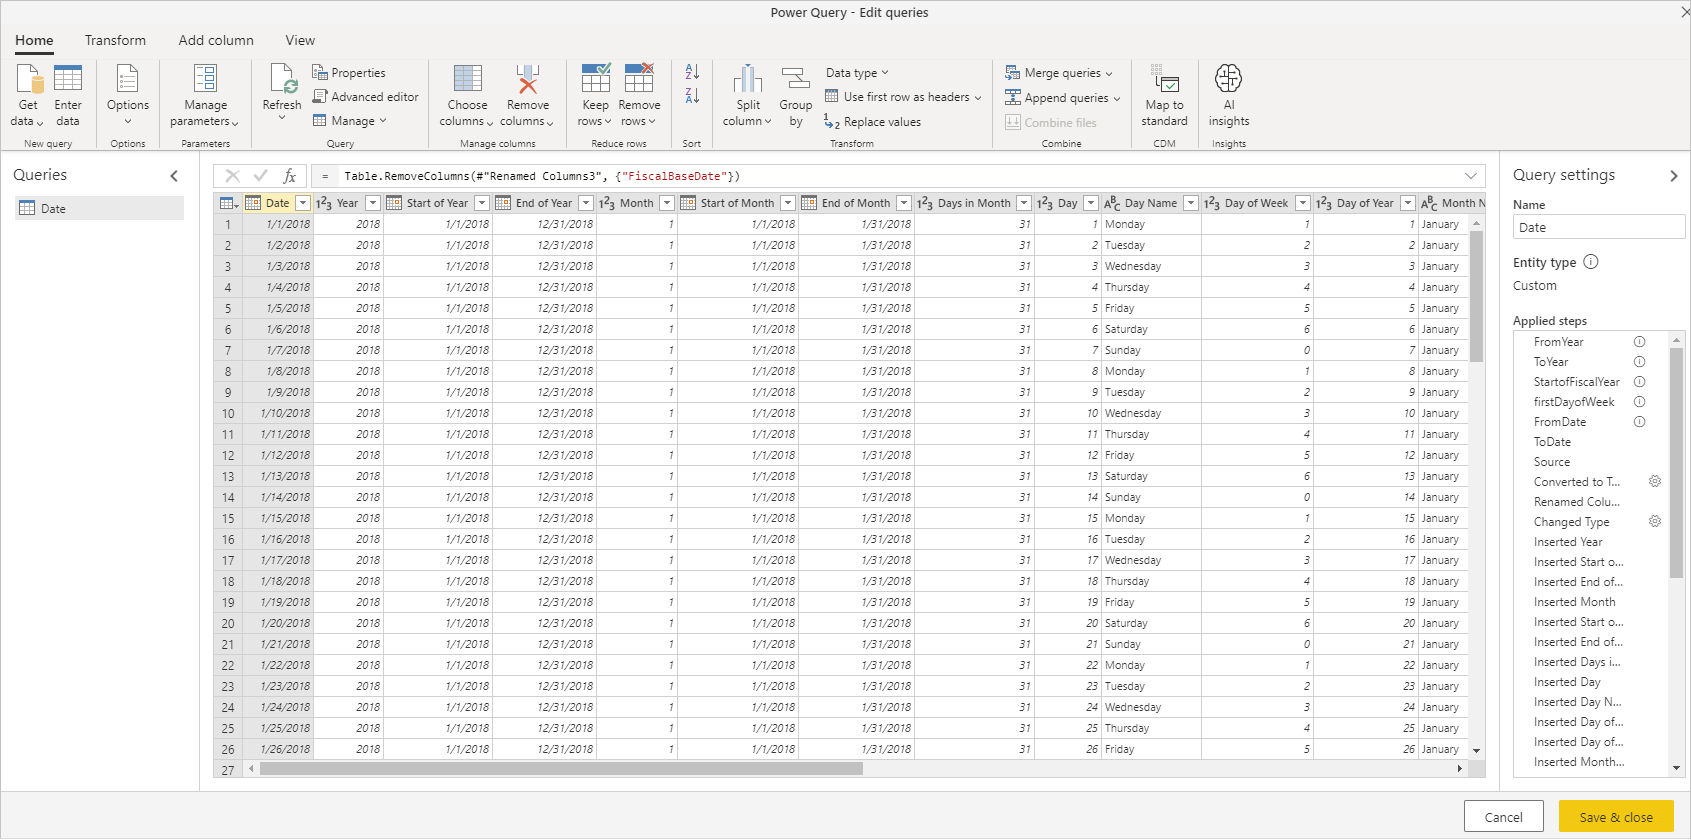 Power Query - Edit queries
Home Transform Add column View
Get data Enter data Options Manage parameters Refresh Properties Advanced editor Manage Choose columns Remove columns Keep rows Remove rows Split column Group by Data type Use first row as headers Replace values Merge queries Append queries Combine files Map to standard AI insights
New query Options Parameters Query Manage columns Reduce rows Sort Transform Combine CDM Insights
Queries
Date
fx = Table.RemoveColumns(#"Renamed Columns3", {"FiscalBaseDate"})
Date 123 Year Start of Year End of Year 123 Month Start of Month End of Month 123 Days in Month 123 Day ABC Day Name 123 Day of Week 123 Day of Year ABC Month N
1 1/1/2018 2018 1/1/2018 12/31/2018 1 1/1/2018 1/31/2018 31 1 Monday 1 1 January
2 1/2/2018 2018 1/1/2018 12/31/2018 1 1/1/2018 1/31/2018 31 2 Tuesday 2 2 January
3 1/3/2018 2018 1/1/2018 12/31/2018 1 1/1/2018 1/31/2018 31 3 Wednesday 3 3 January
4 1/4/2018 2018 1/1/2018 12/31/2018 1 1/1/2018 1/31/2018 31 4 Thursday 4 4 January
5 1/5/2018 2018 1/1/2018 12/31/2018 1 1/1/2018 1/31/2018 31 5 Friday 5 5 January
6 1/6/2018 2018 1/1/2018 12/31/2018 1 1/1/2018 1/31/2018 31 6 Saturday 6 6 January
7 1/7/2018 2018 1/1/2018 12/31/2018 1 1/1/2018 1/31/2018 31 7 Sunday 0 7 January
8 1/8/2018 2018 1/1/2018 12/31/2018 1 1/1/2018 1/31/2018 31 8 Monday 1 8 January
9 1/9/2018 2018 1/1/2018 12/31/2018 1 1/1/2018 1/31/2018 31 9 Tuesday 2 9 January
10 1/10/2018 2018 1/1/2018 12/31/2018 1 1/1/2018 1/31/2018 31 10 Wednesday 3 10 January
11 1/11/2018 2018 1/1/2018 12/31/2018 1 1/1/2018 1/31/2018 31 11 Thursday 4 11 January
12 1/12/2018 2018 1/1/2018 12/31/2018 1 1/1/2018 1/31/2018 31 12 Friday 5 12 January
13 1/13/2018 2018 1/1/2018 12/31/2018 1 1/1/2018 1/31/2018 31 13 Saturday 6 13 January
14 1/14/2018 2018 1/1/2018 12/31/2018 1 1/1/2018 1/31/2018 31 14 Sunday 0 14 January
15 1/15/2018 2018 1/1/2018 12/31/2018 1 1/1/2018 1/31/2018 31 15 Monday 1 15 January
16 1/16/2018 2018 1/1/2018 12/31/2018 1 1/1/2018 1/31/2018 31 16 Tuesday 2 16 January
17 1/17/2018 2018 1/1/2018 12/31/2018 1 1/1/2018 1/31/2018 31 17 Wednesday 3 17 January
18 1/18/2018 2018 1/1/2018 12/31/2018 1 1/1/2018 1/31/2018 31 18 Thursday 4 18 January
19 1/19/2018 2018 1/1/2018 12/31/2018 1 1/1/2018 1/31/2018 31 19 Friday 5 19 January
20 1/20/2018 2018 1/1/2018 12/31/2018 1 1/1/2018 1/31/2018 31 20 Saturday 6 20 January
21 1/21/2018 2018 1/1/2018 12/31/2018 1 1/1/2018 1/31/2018 31 21 Sunday 0 21 January
22 1/22/2018 2018 1/1/2018 12/31/2018 1 1/1/2018 1/31/2018 31 22 Monday 1 22 January
23 1/23/2018 2018 1/1/2018 12/31/2018 1 1/1/2018 1/31/2018 31 23 Tuesday 2 23 January
24 1/24/2018 2018 1/1/2018 12/31/2018 1 1/1/2018 1/31/2018 31 24 Wednesday 3 24 January
25 1/25/2018 2018 1/1/2018 12/31/2018 1 1/1/2018 1/31/2018 31 25 Thursday 4 25 January
26 1/26/2018 2018 1/1/2018 12/31/2018 1 1/1/2018 1/31/2018 31 26 Friday 5 26 January
27
Query settings
Name
Date
Entity type
Custom
Applied steps
FromYear
ToYear
StartofFiscalYear
firstDayofWeek
FromDate
ToDate
Source
Converted to T...
Renamed Colu...
Changed Type
Inserted Year
Inserted Start o...
Inserted End of...
Inserted Month
Inserted Start o...
Inserted End of...
Inserted Days i...
Inserted Day
Inserted Day N...
Inserted Day of...
Inserted Day of...
Inserted Month...
Cancel Save & close